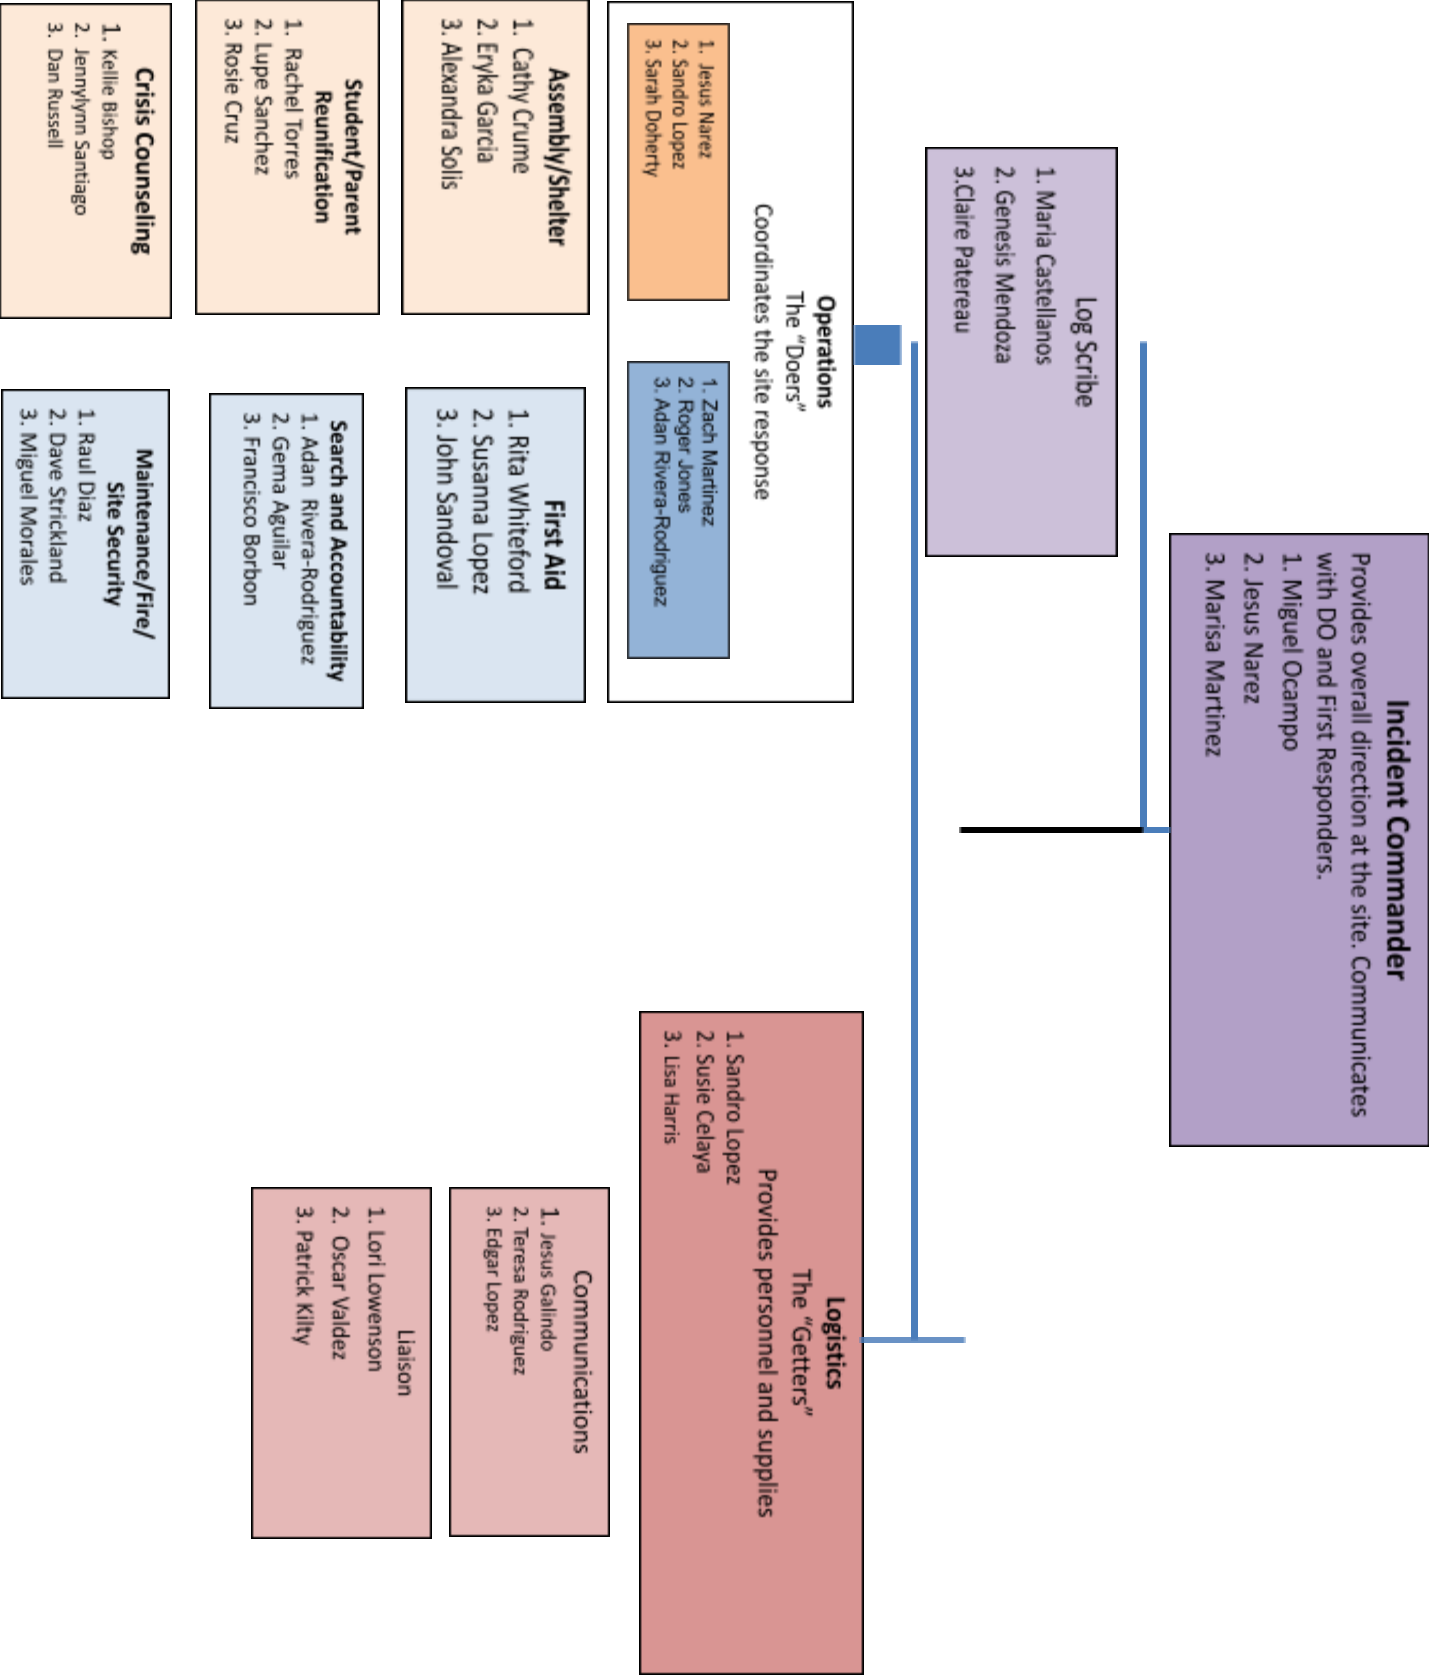 Incident Commander
Provides overall direction at the site. Communicates
with DO and First Responders.
1. Miguel Ocampo
2. Jesus Narez
3. Marisa Martinez
Log Scribe
1. Maria Castellanos
2. Genesis Mendoza
3.Claire Patereau
Operations
The “Doers”
Coordinates the site response
1. Jesus Narez
2. Sandro Lopez
3. Sarah Doherty
1. Zach Martinez
2. Roger Jones
3. Adan Rivera-Rodriguez
Assembly/Shelter
1. Cathy Crume
2. Eryka Garcia
3. Alexandra Solis
First Aid
1. Rita Whiteford
2. Susanna Lopez
3. John Sandoval
Student/Parent
Reunification
1. Rachel Torres
2. Lupe Sanchez
3. Rosie Cruz
Search and Accountability
1. Adan Rivera-Rodriguez
2. Gema Aguilar
3. Francisco Borbon
Crisis Counseling
1. Kellie Bishop
2. Jennylynn Santiago
3. Dan Russell
Maintenance/Fire/
Site Security
1. Raul Diaz
2. Dave Strickland
3. Miguel Morales
Logistics
The “Getters”
Provides personnel and supplies
1. Sandro Lopez
2. Susie Celaya
3. Lisa Harris
Communications
1. Jesus Galindo
2. Teresa Rodriguez
3. Edgar Lopez
Liaison
1. Lori Lowenson
2. Oscar Valdez
3. Patrick Kilty